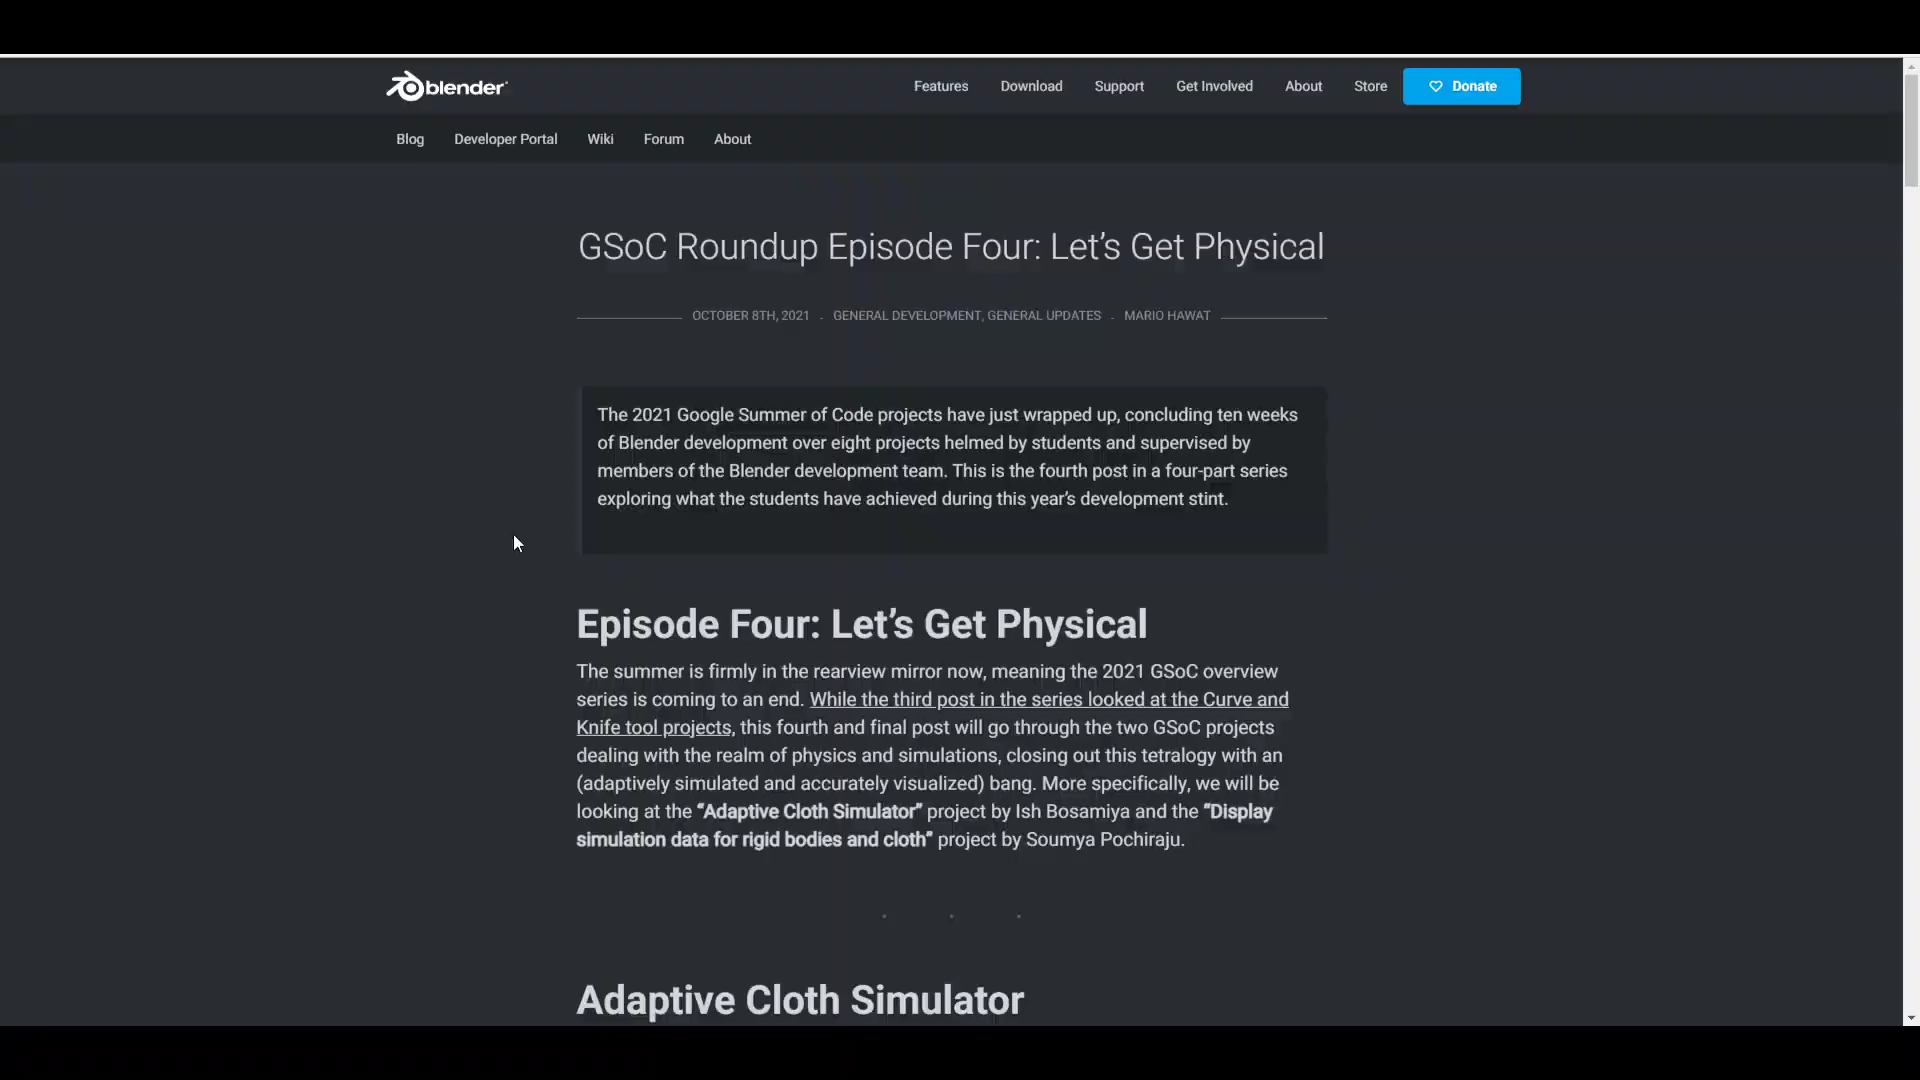 blender
Features Download Support Get Involved About Store Donate
Blog Developer Portal Wiki Forum About
GSoC Roundup Episode Four: Let’s Get Physical
OCTOBER 8TH, 2021 . GENERAL DEVELOPMENT, GENERAL UPDATES . MARIO HAWAT
The 2021 Google Summer of Code projects have just wrapped up, concluding ten weeks
of Blender development over eight projects helmed by students and supervised by
members of the Blender development team. This is the fourth post in a four-part series
exploring what the students have achieved during this year’s development stint.
Episode Four: Let’s Get Physical
The summer is firmly in the rearview mirror now, meaning the 2021 GSoC overview
series is coming to an end. While the third post in the series looked at the Curve and
Knife tool projects, this fourth and final post will go through the two GSoC projects
dealing with the realm of physics and simulations, closing out this tetralogy with an
(adaptively simulated and accurately visualized) bang. More specifically, we will be
looking at the “Adaptive Cloth Simulator” project by Ish Bosamiya and the “Display
simulation data for rigid bodies and cloth” project by Soumya Pochiraju.
. . .
Adaptive Cloth Simulator